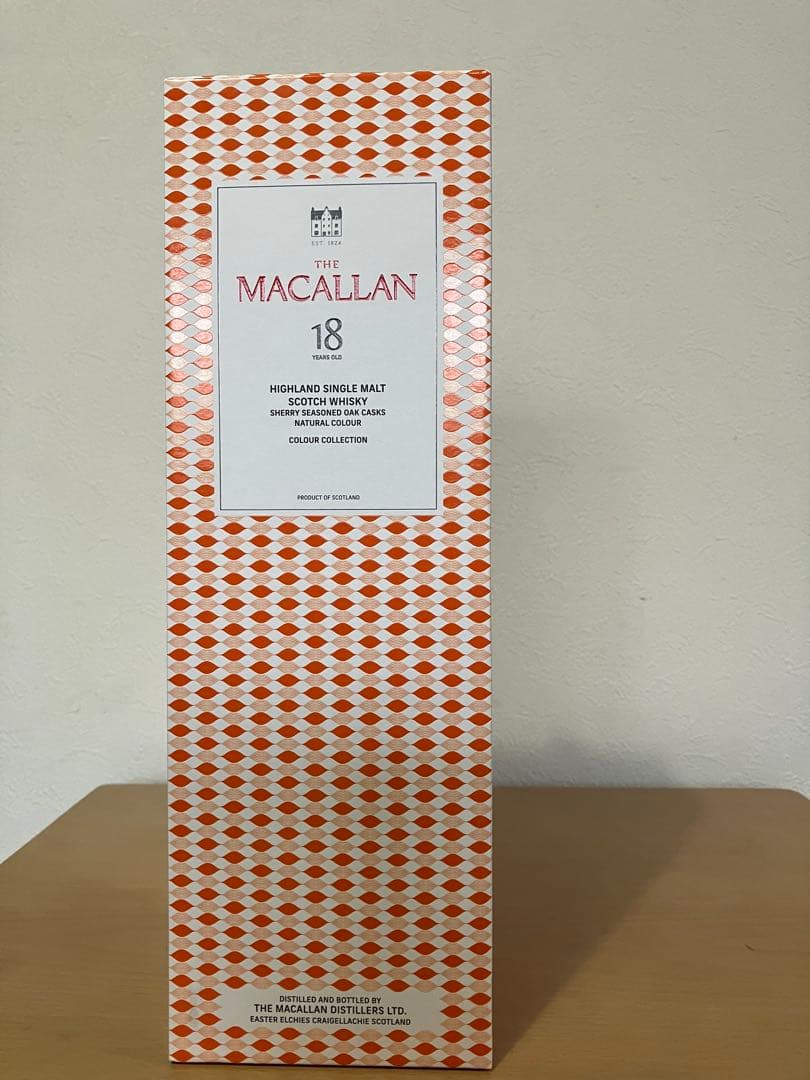 EST. 1824
THE
MACALLAN
18
YEARS OLD
HIGHLAND SINGLE MALT
SCOTCH WHISKY
SHERRY SEASONED OAK CASKS
NATURAL COLOUR
COLOUR COLLECTION
PRODUCT OF SCOTLAND
DISTILLED AND BOTTLED BY
THE MACALLAN DISTILLERS LTD.
EASTER ELCHIES CRAIGELLACHIE SCOTLAND